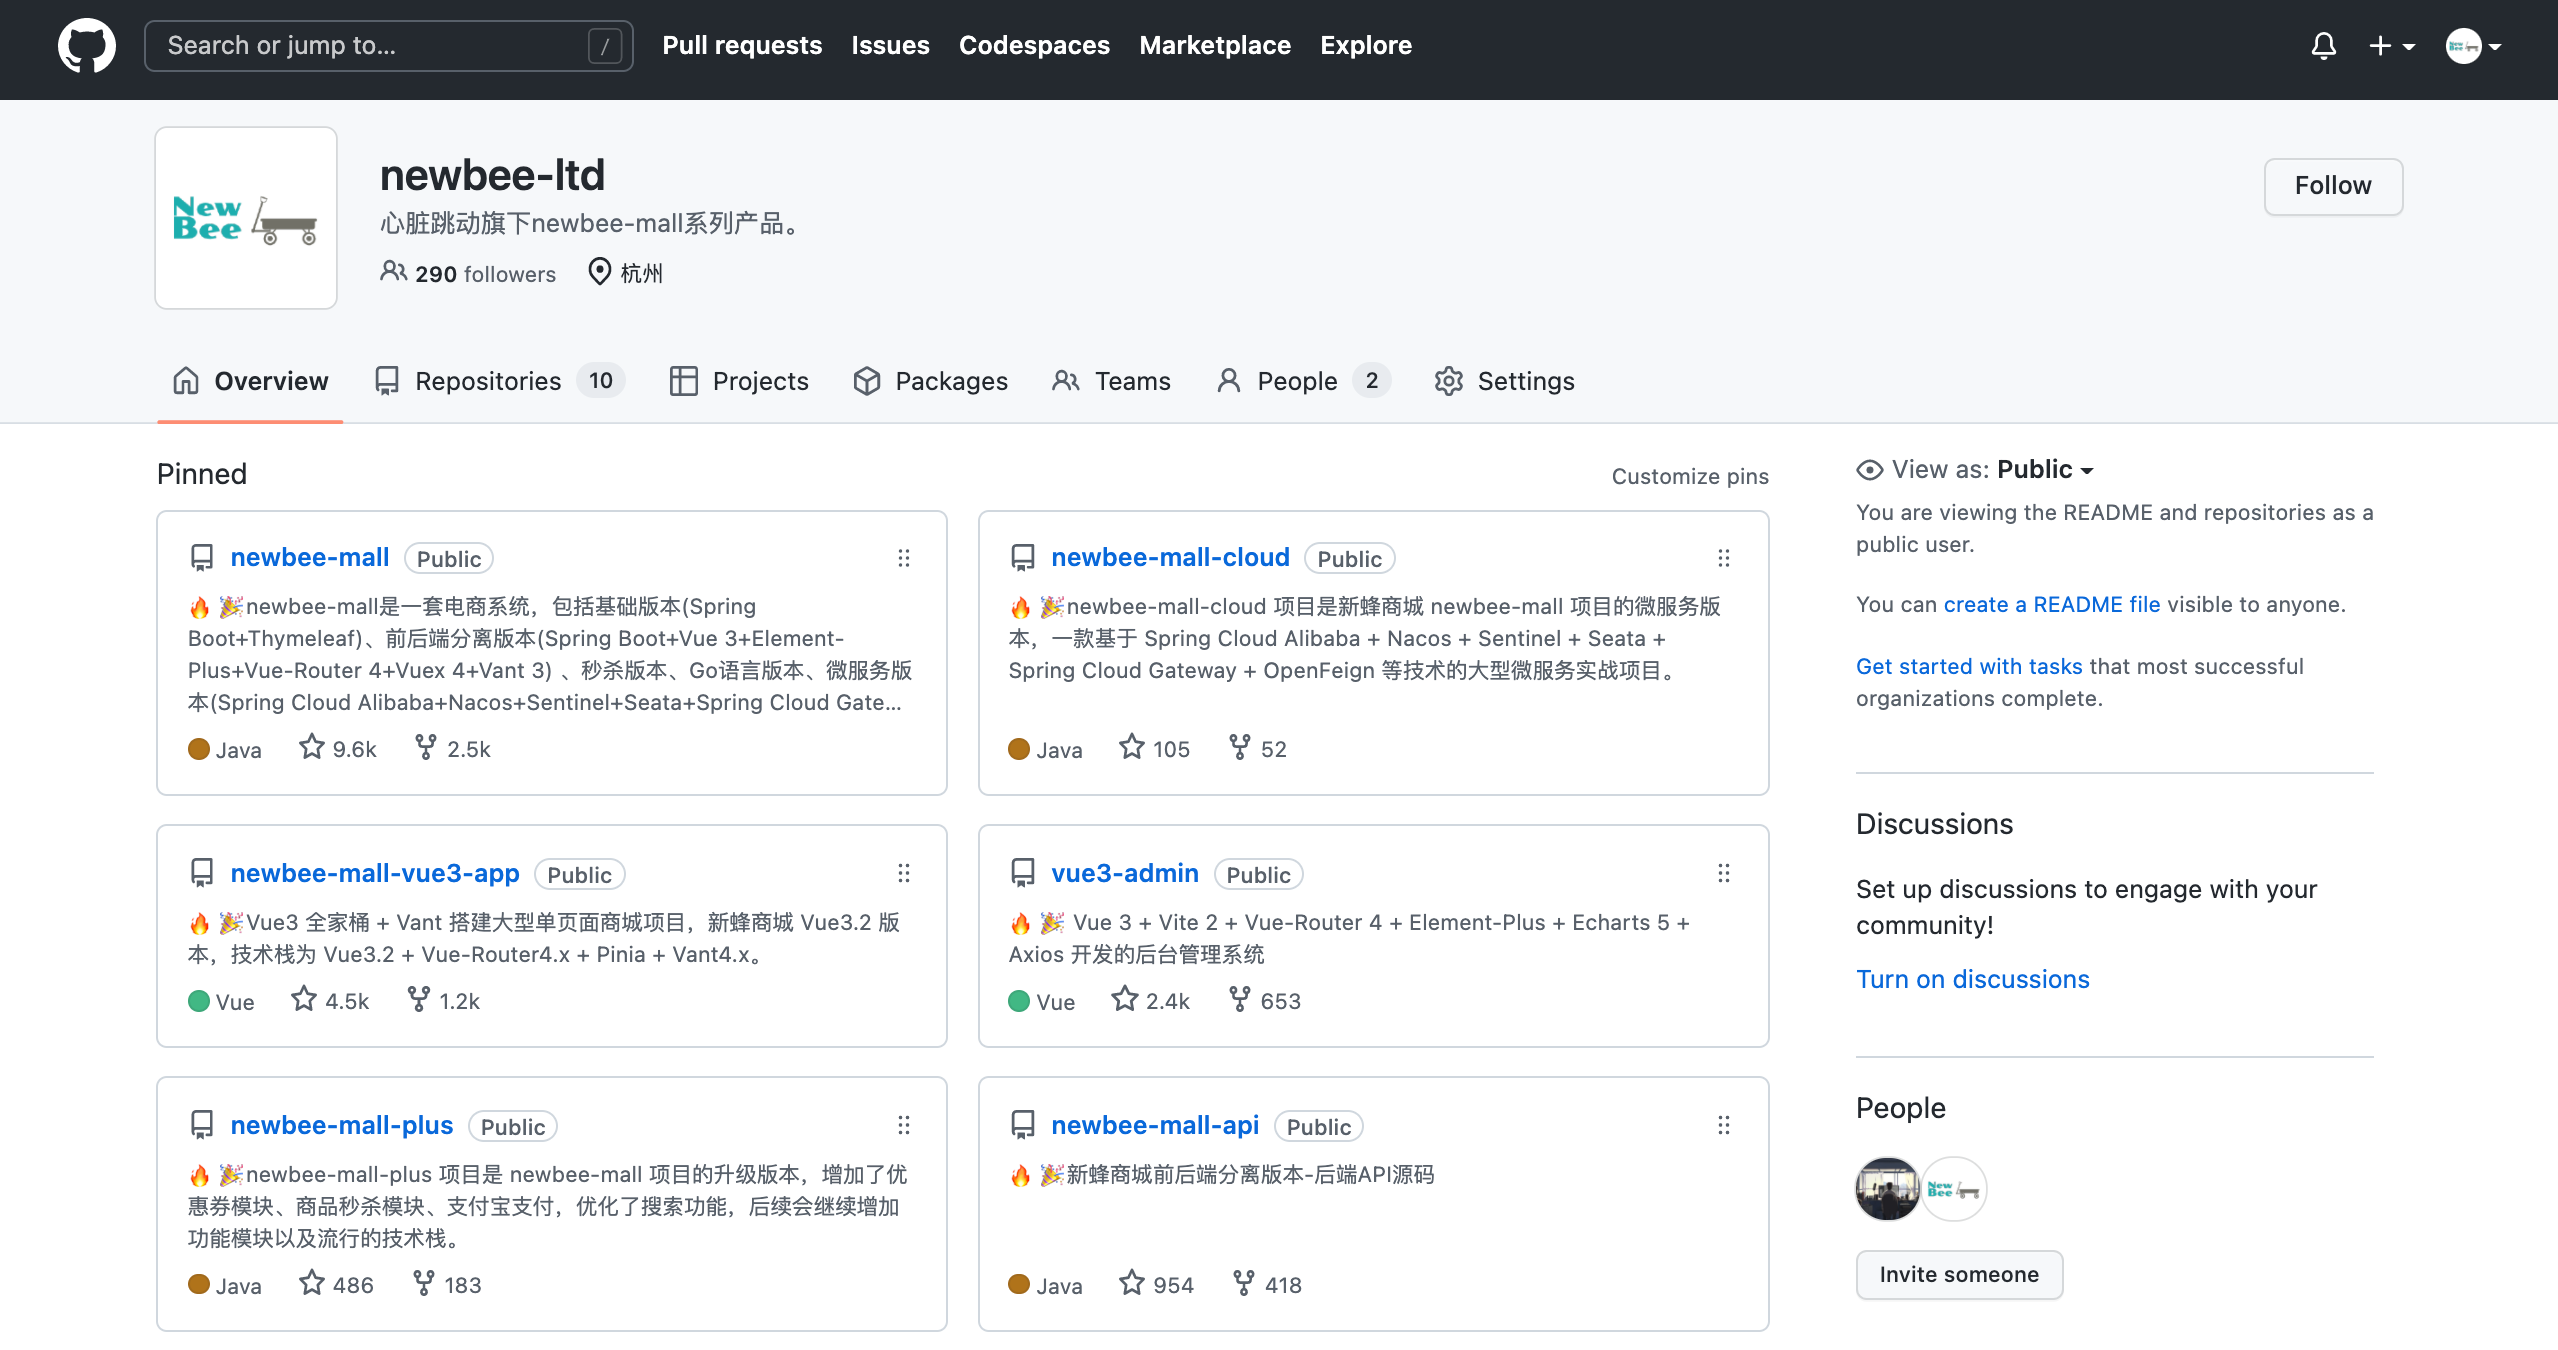 Search or jump to...
/
Pull requests
Issues
Codespaces
Marketplace
Explore
New
Bee
newbee-ltd
心脏跳动旗下newbee-mall系列产品。
290 followers
杭州
Follow
Overview
Repositories 10
Projects
Packages
Teams
People 2
Settings
Pinned
Customize pins
newbee-mall Public
🔥 🎉newbee-mall是一套电商系统，包括基础版本(Spring
Boot+Thymeleaf)、前后端分离版本(Spring Boot+Vue 3+Element-
Plus+Vue-Router 4+Vuex 4+Vant 3) 、秒杀版本、Go语言版本、微服务版
本(Spring Cloud Alibaba+Nacos+Sentinel+Seata+Spring Cloud Gate...
Java 9.6k 2.5k
newbee-mall-cloud Public
🔥 🎉newbee-mall-cloud 项目是新蜂商城 newbee-mall 项目的微服务版
本，一款基于 Spring Cloud Alibaba + Nacos + Sentinel + Seata +
Spring Cloud Gateway + OpenFeign 等技术的大型微服务实战项目。
Java 105 52
newbee-mall-vue3-app Public
🔥 🎉Vue3 全家桶 + Vant 搭建大型单页面商城项目，新蜂商城 Vue3.2 版
本，技术栈为 Vue3.2 + Vue-Router4.x + Pinia + Vant4.x。
Vue 4.5k 1.2k
vue3-admin Public
🔥 🎉 Vue 3 + Vite 2 + Vue-Router 4 + Element-Plus + Echarts 5 +
Axios 开发的后台管理系统
Vue 2.4k 653
newbee-mall-plus Public
🔥 🎉newbee-mall-plus 项目是 newbee-mall 项目的升级版本，增加了优
惠券模块、商品秒杀模块、支付宝支付，优化了搜索功能，后续会继续增加
功能模块以及流行的技术栈。
Java 486 183
newbee-mall-api Public
🔥 🎉新蜂商城前后端分离版本-后端API源码
Java 954 418
View as: Public
You are viewing the README and repositories as a
public user.
You can create a README file visible to anyone.
Get started with tasks that most successful
organizations complete.
Discussions
Set up discussions to engage with your
community!
Turn on discussions
People
New
Bee
Invite someone